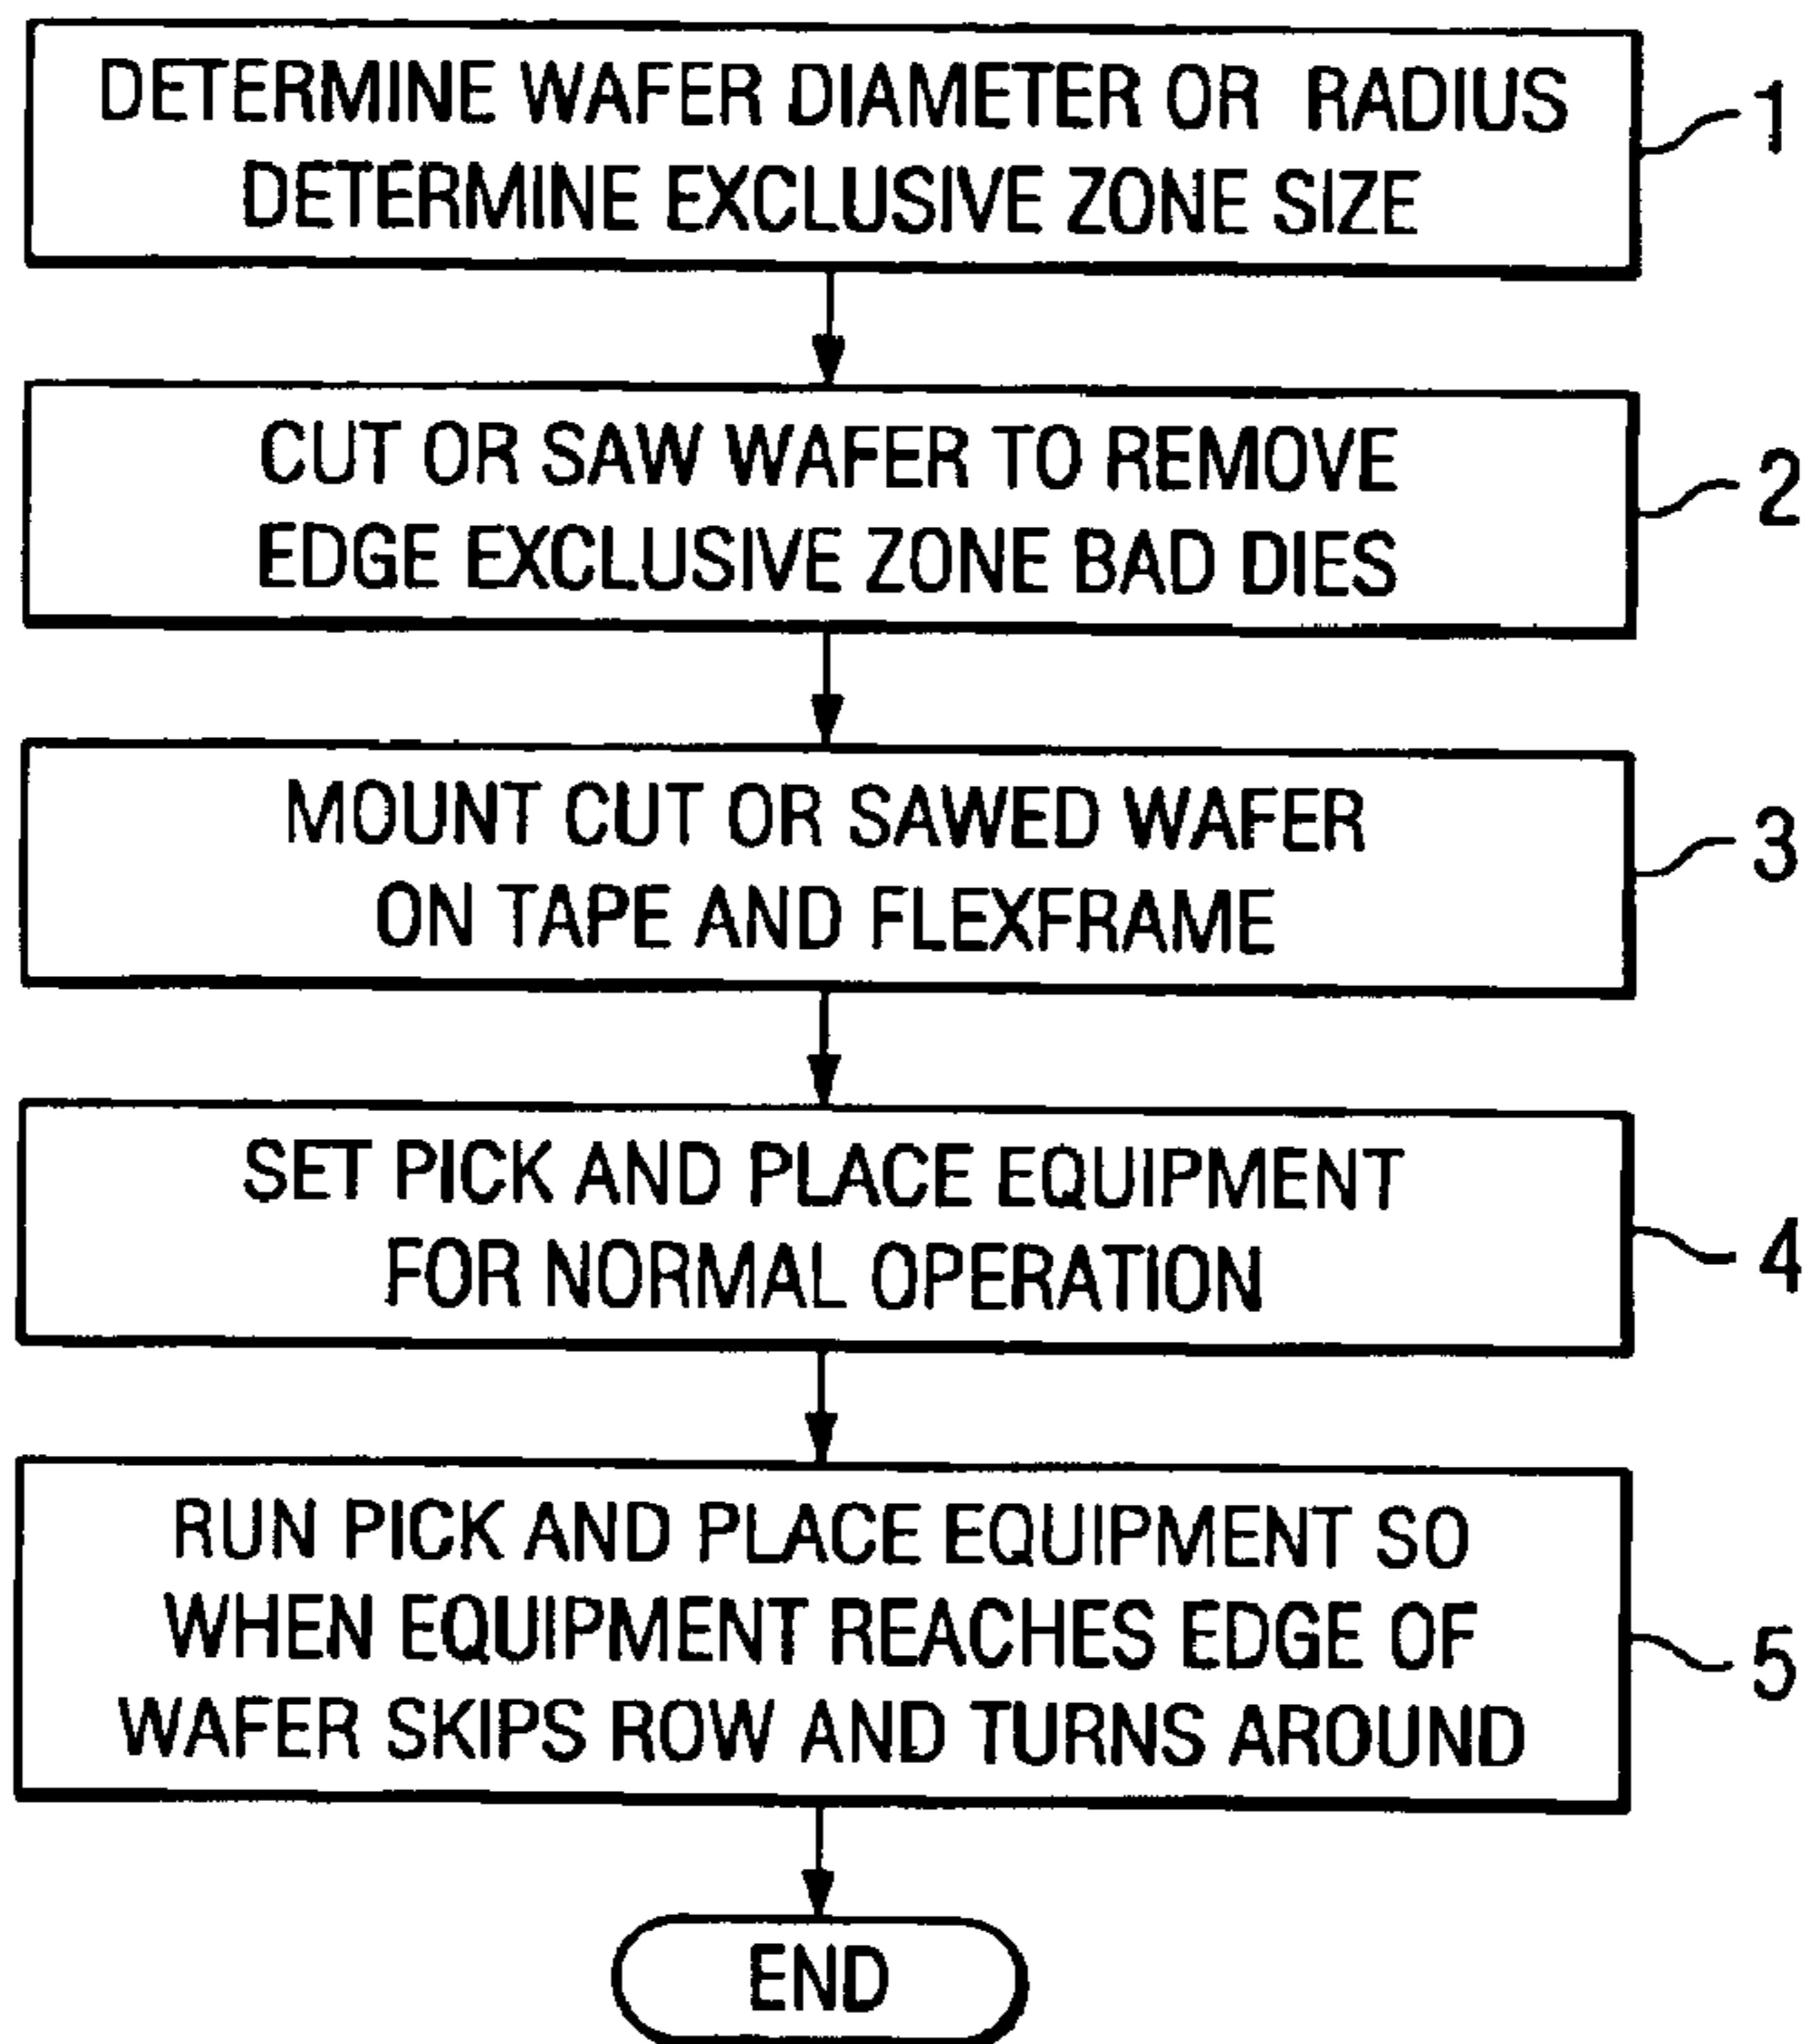 DETERMINE WAFER DIAMETER OR RADIUS
DETERMINE EXCLUSIVE ZONE SIZE
1
CUT OR SAW WAFER TO REMOVE
EDGE EXCLUSIVE ZONE BAD DIES
2
MOUNT CUT OR SAWED WAFER
ON TAPE AND FLEXFRAME
3
SET PICK AND PLACE EQUIPMENT
FOR NORMAL OPERATION
4
RUN PICK AND PLACE EQUIPMENT SO
WHEN EQUIPMENT REACHES EDGE OF
WAFER SKIPS ROW AND TURNS AROUND
5
END